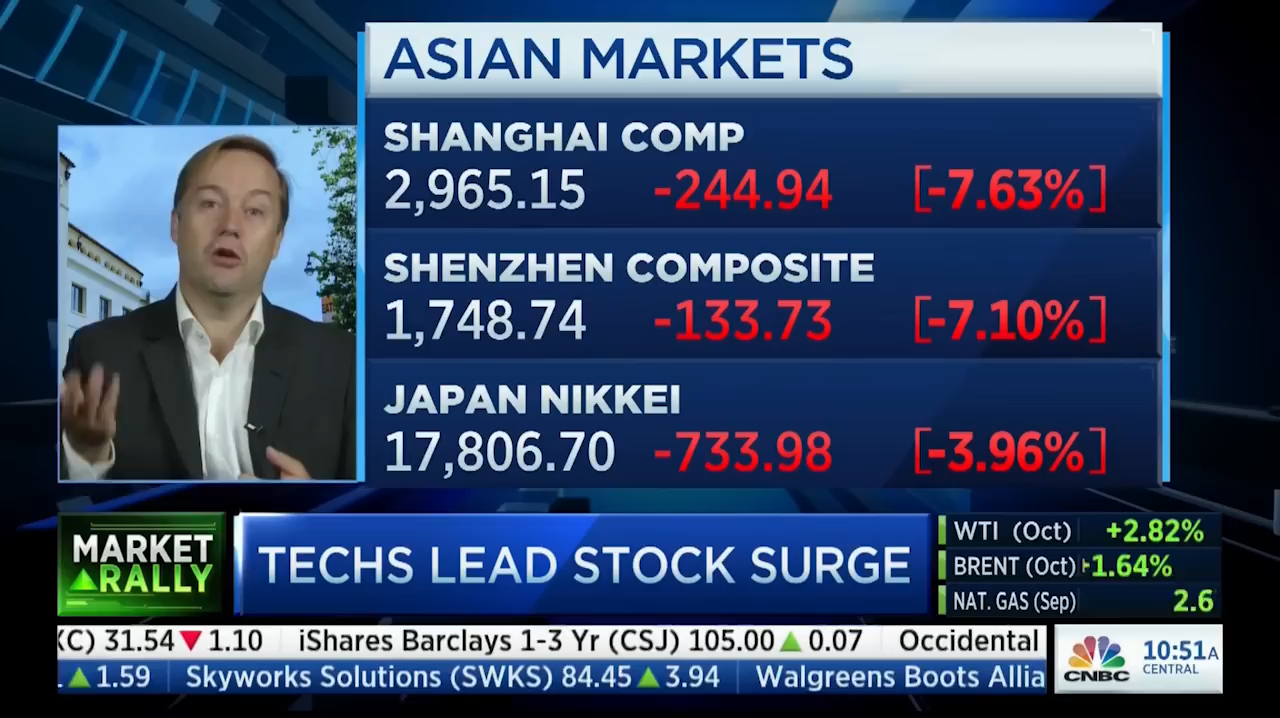 ASIAN MARKETS
SHANGHAI COMP
2,965.15 -244.94 [-7.63%]
SHENZHEN COMPOSITE
1,748.74 -133.73 [-7.10%]
JAPAN NIKKEI
17,806.70 -733.98 [-3.96%]
MARKET
RALLY
TECHS LEAD STOCK SURGE
WTI (Oct) +2.82%
BRENT (Oct) 1.64%
NAT. GAS (Sep) 2.6
XC) 31.54 ▼ 1.10 iShares Barclays 1-3 Yr (CSJ) 105.00 ▲ 0.07 Occidental
▲ 1.59 Skyworks Solutions (SWKS) 84.45 ▲ 3.94 Walgreens Boots Allia
CNBC
10:51A
CENTRAL